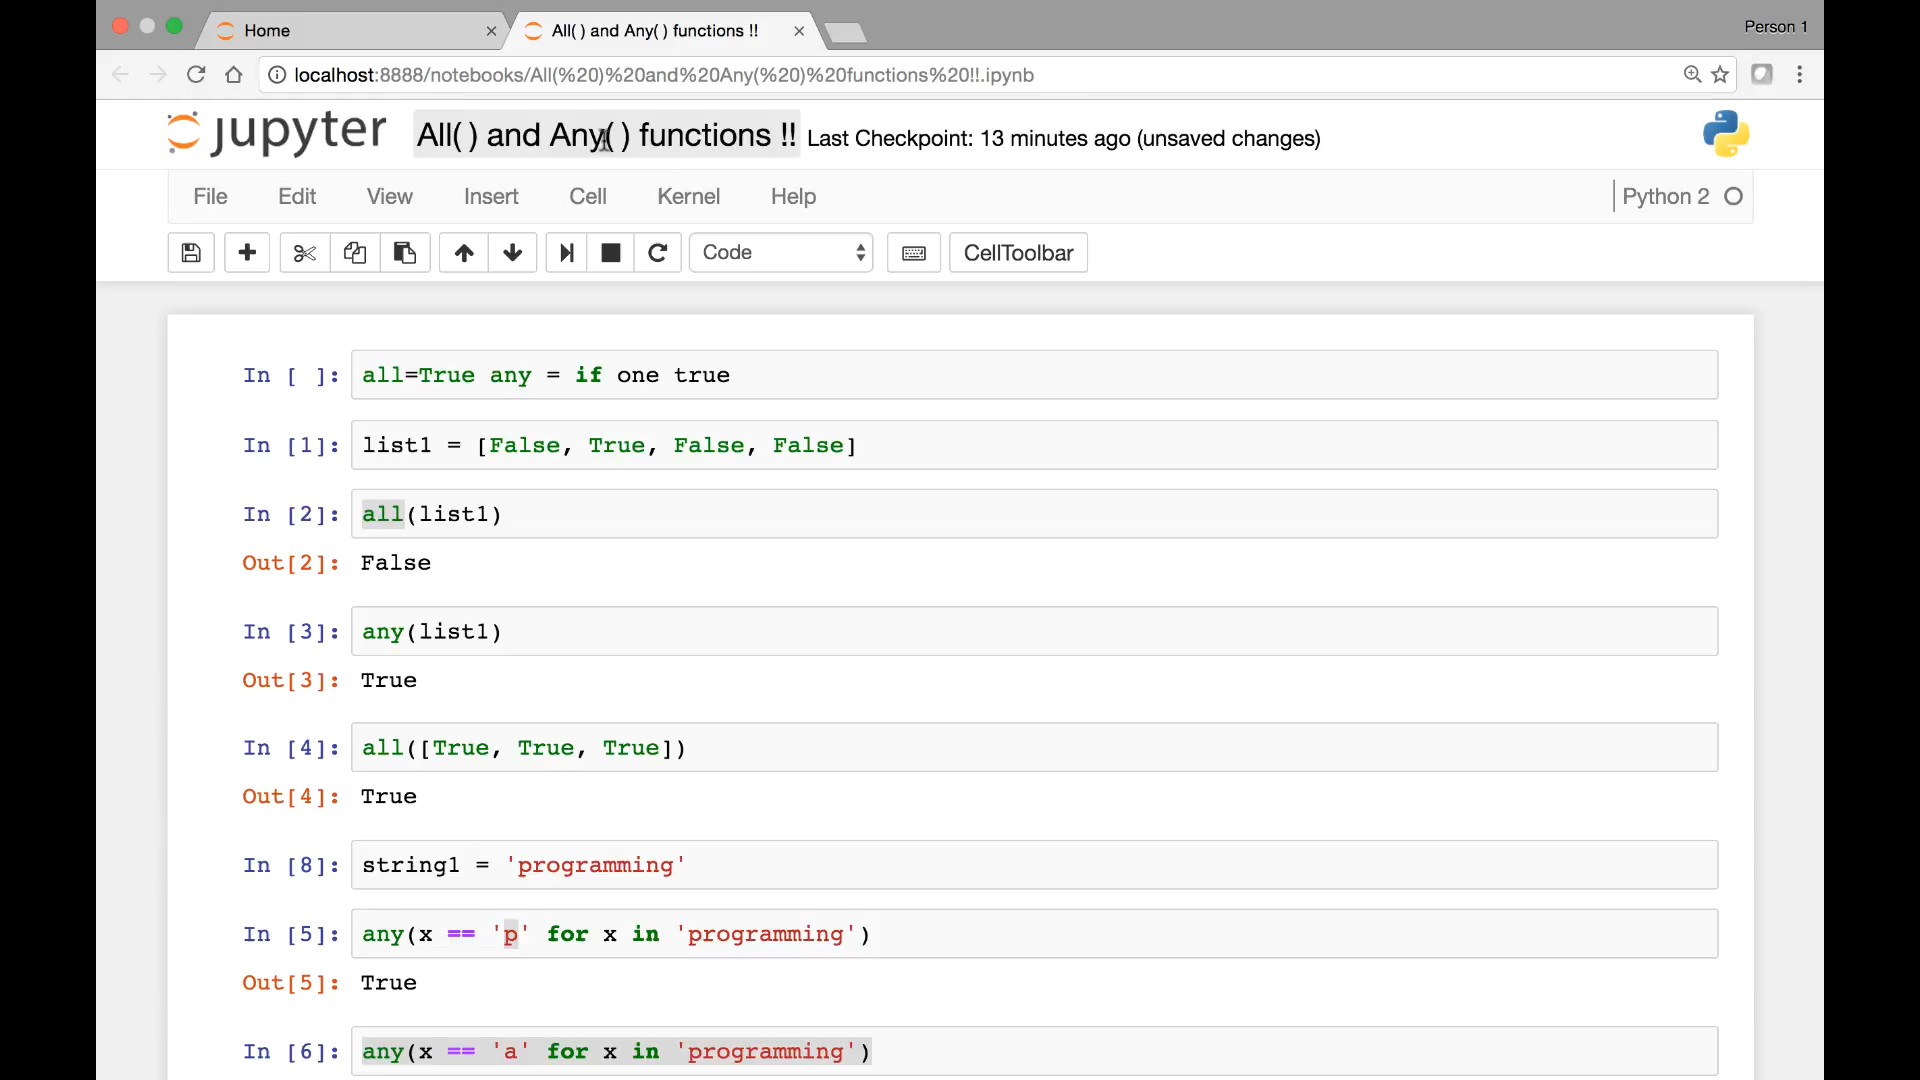 Home
All( ) and Any( ) functions !!
Person 1
localhost:8888/notebooks/All(%20)%20and%20Any(%20)%20functions%20!!.ipynb
jupyter All( ) and Any( ) functions !! Last Checkpoint: 13 minutes ago (unsaved changes)
File Edit View Insert Cell Kernel Help Python 2
Code CellToolbar
In [ ]: all=True any = if one true
In [1]: list1 = [False, True, False, False]
In [2]: all(list1)
Out[2]: False
In [3]: any(list1)
Out[3]: True
In [4]: all([True, True, True])
Out[4]: True
In [8]: string1 = 'programming'
In [5]: any(x == 'p' for x in 'programming')
Out[5]: True
In [6]: any(x == 'a' for x in 'programming')